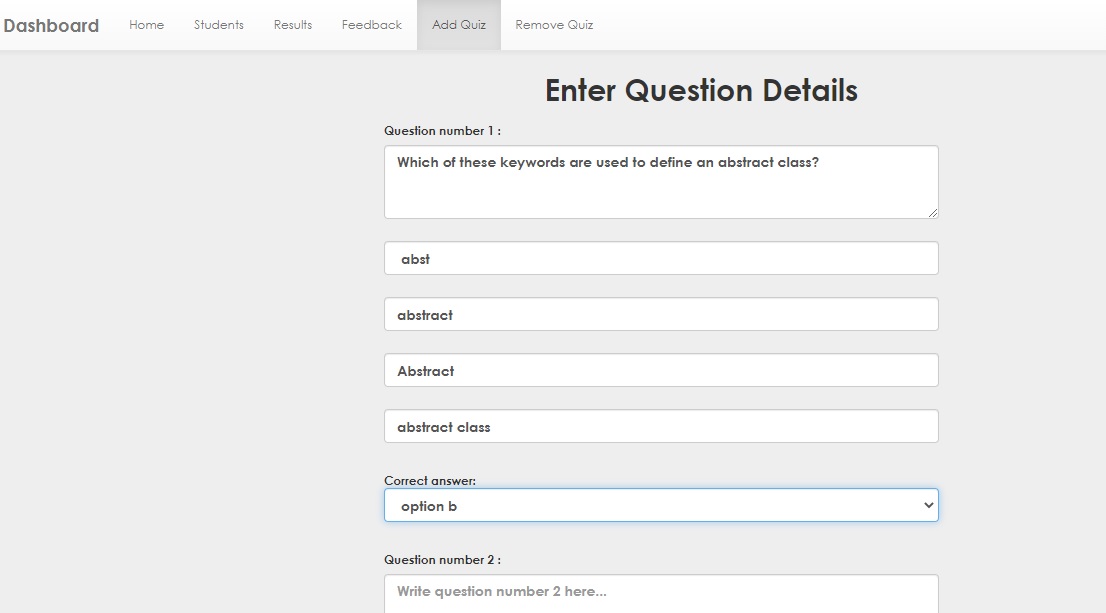 Dashboard Home Students Results Feedback Add Quiz Remove Quiz
Enter Question Details
Question number 1 :
Which of these keywords are used to define an abstract class?
abst
abstract
Abstract
abstract class
Correct answer:
option b
Question number 2 :
Write question number 2 here...